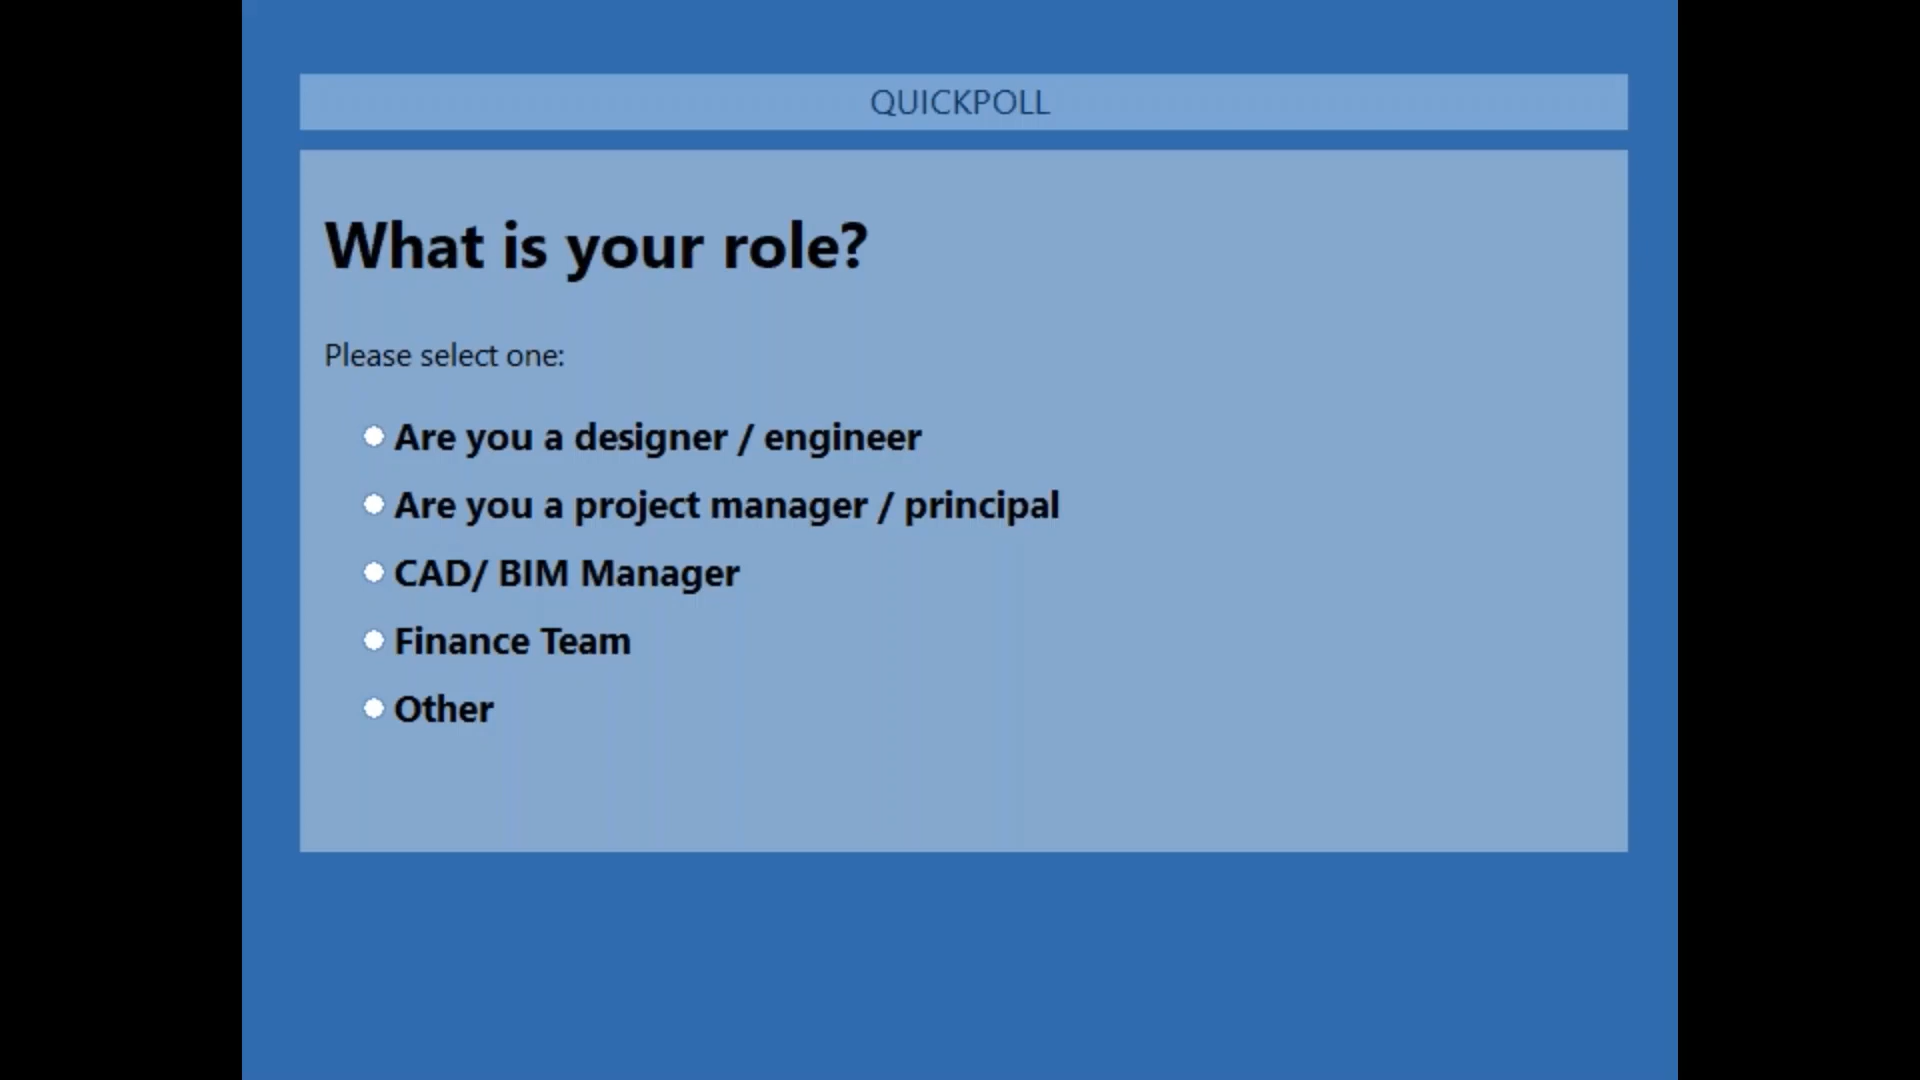 QUICKPOLL
What is your role?
Please select one:
Are you a designer / engineer
Are you a project manager / principal
CAD/ BIM Manager
Finance Team
Other